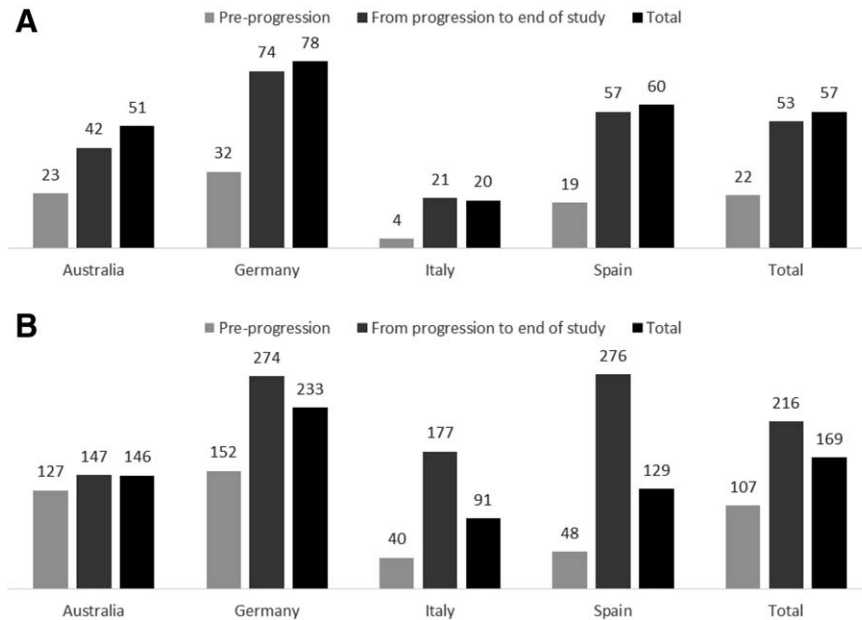 A
Pre-progression From progression to end of study Total
23 42 51 32 74 78 4 21 20 19 57 60 22 53 57
Australia Germany Italy Spain Total
B
Pre-progression From progression to end of study Total
127 147 146 152 274 233 40 177 91 48 276 129 107 216 169
Australia Germany Italy Spain Total